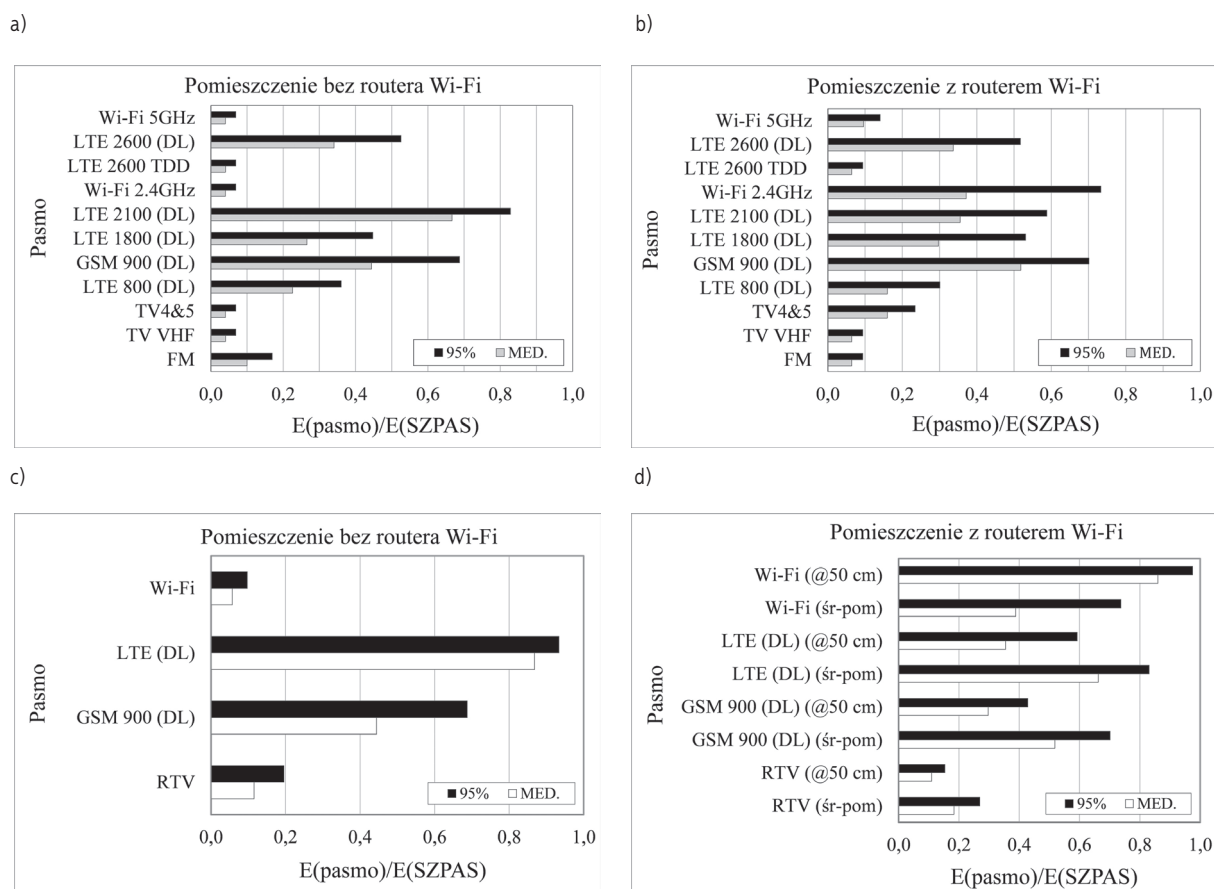 a)
Pomieszczenie bez routera Wi-Fi
Pasmo
Wi-Fi 5GHz
LTE 2600 (DL)
LTE 2600 TDD
Wi-Fi 2.4GHz
LTE 2100 (DL)
LTE 1800 (DL)
GSM 900 (DL)
LTE 800 (DL)
TV4&5
TV VHF
FM
95% MED.
0,0 0,2 0,4 0,6 0,8 1,0
E(pasmo)/E(SZPAS)
b)
Pomieszczenie z routerem Wi-Fi
Pasmo
Wi-Fi 5GHz
LTE 2600 (DL)
LTE 2600 TDD
Wi-Fi 2.4GHz
LTE 2100 (DL)
LTE 1800 (DL)
GSM 900 (DL)
LTE 800 (DL)
TV4&5
TV VHF
FM
95% MED.
0,0 0,2 0,4 0,6 0,8 1,0
E(pasmo)/E(SZPAS)
c)
Pomieszczenie bez routera Wi-Fi
Pasmo
Wi-Fi
LTE (DL)
GSM 900 (DL)
RTV
95% MED.
0,0 0,2 0,4 0,6 0,8 1,0
E(pasmo)/E(SZPAS)
d)
Pomieszczenie z routerem Wi-Fi
Pasmo
Wi-Fi (@50 cm)
Wi-Fi (śr-pom)
LTE (DL) (@50 cm)
LTE (DL) (śr-pom)
GSM 900 (DL) (@50 cm)
GSM 900 (DL) (śr-pom)
RTV (@50 cm)
RTV (śr-pom)
95% MED.
0,0 0,2 0,4 0,6 0,8 1,0
E(pasmo)/E(SZPAS)